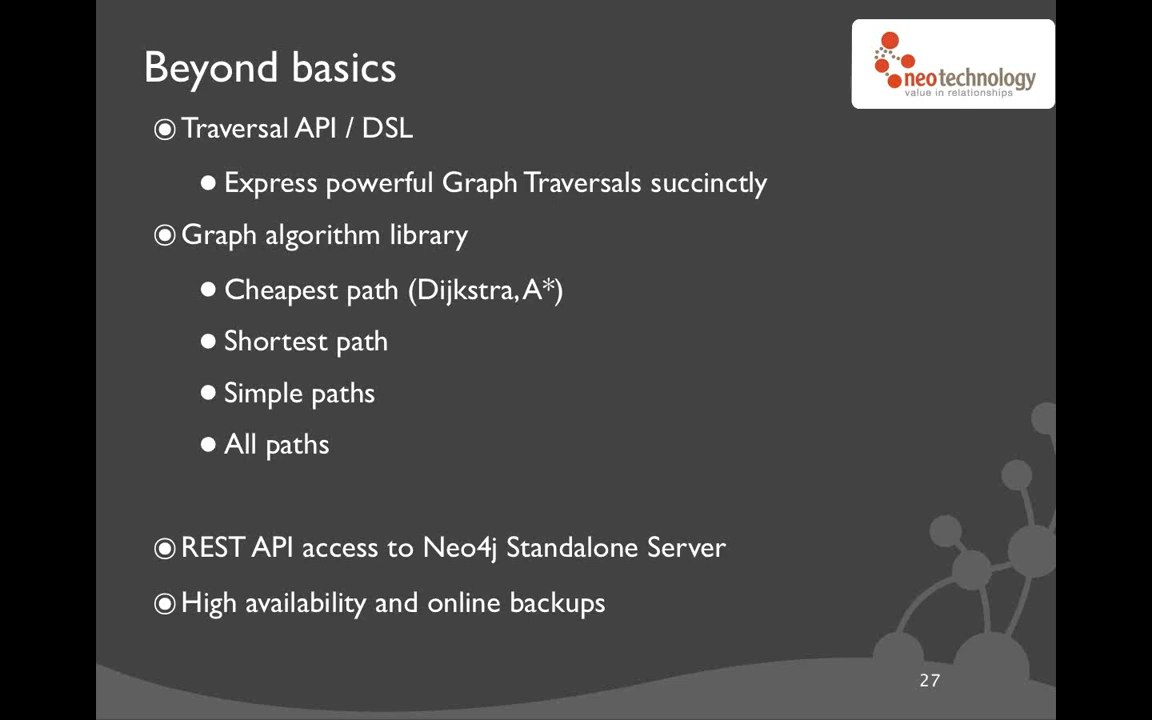 Beyond basics
neotechnology
value in relationships
Traversal API / DSL
Express powerful Graph Traversals succinctly
Graph algorithm library
Cheapest path (Dijkstra, A*)
Shortest path
Simple paths
All paths
REST API access to Neo4j Standalone Server
High availability and online backups
27